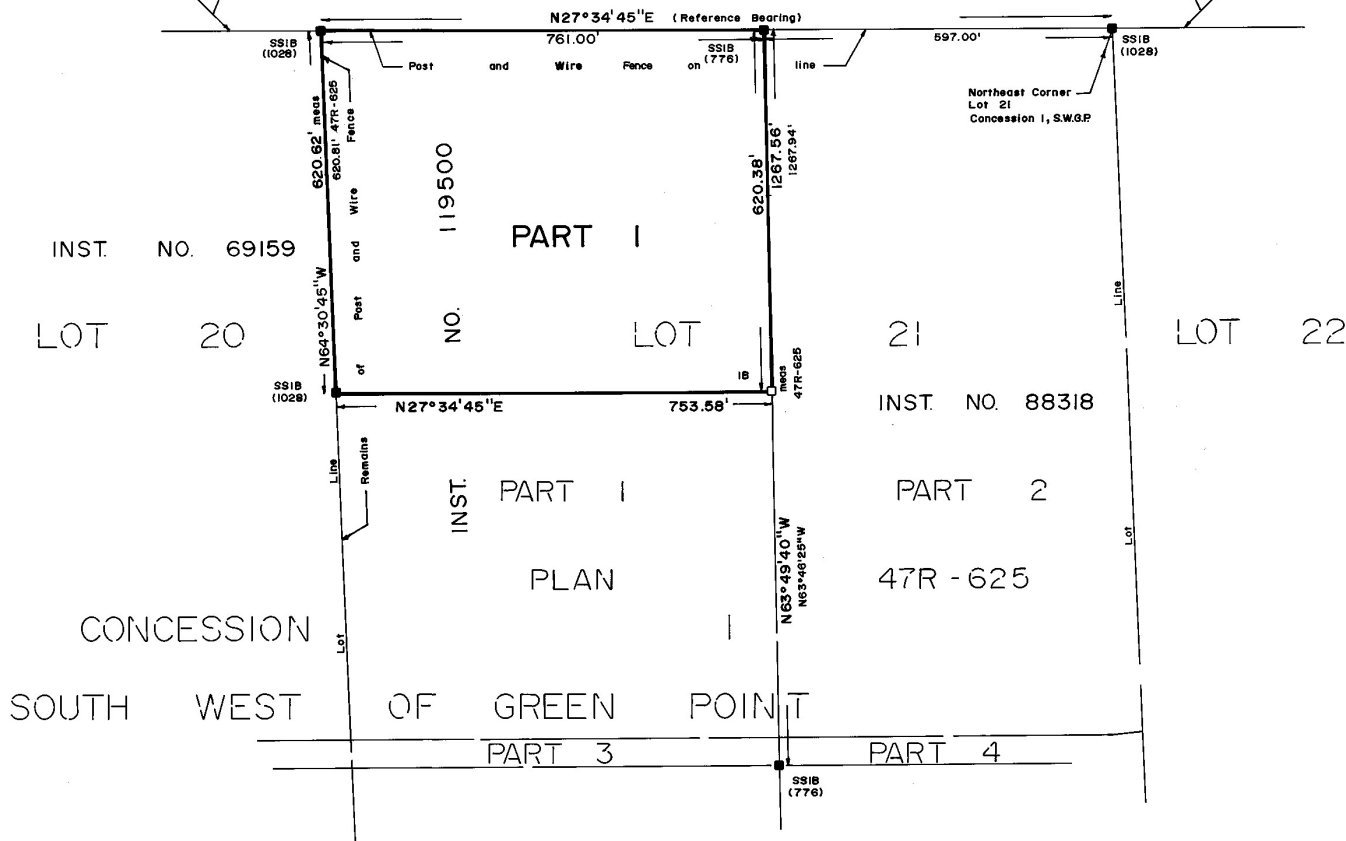 N27°34'45"E (Reference Bearing)
761.00'
597.00'
SSIB
(1028)
SSIB
(776)
SSIB
(1028)
Post and Wire Fence on line
Northeast Corner
Lot 21
Concession 1, S.W.G.P.
620.62' meas
620.81' 47R-625
Remains of Post and Wire Fence
N64°30'45"W
INST. NO. 119500
620.38'
1267.56' meas
1267.94' 47R-625
PART 1
INST. NO. 69159
LOT 20
LOT 21
LOT 22
Lot Line
SSIB
(1028)
IB
N27°34'45"E
753.58'
INST. NO. 88318
Lot Line
PART 1
PART 2
N63°49'40"W
N63°46'25"W
PLAN 47R-625
CONCESSION 1
SOUTH WEST OF GREEN POINT
PART 3
PART 4
SSIB
(776)